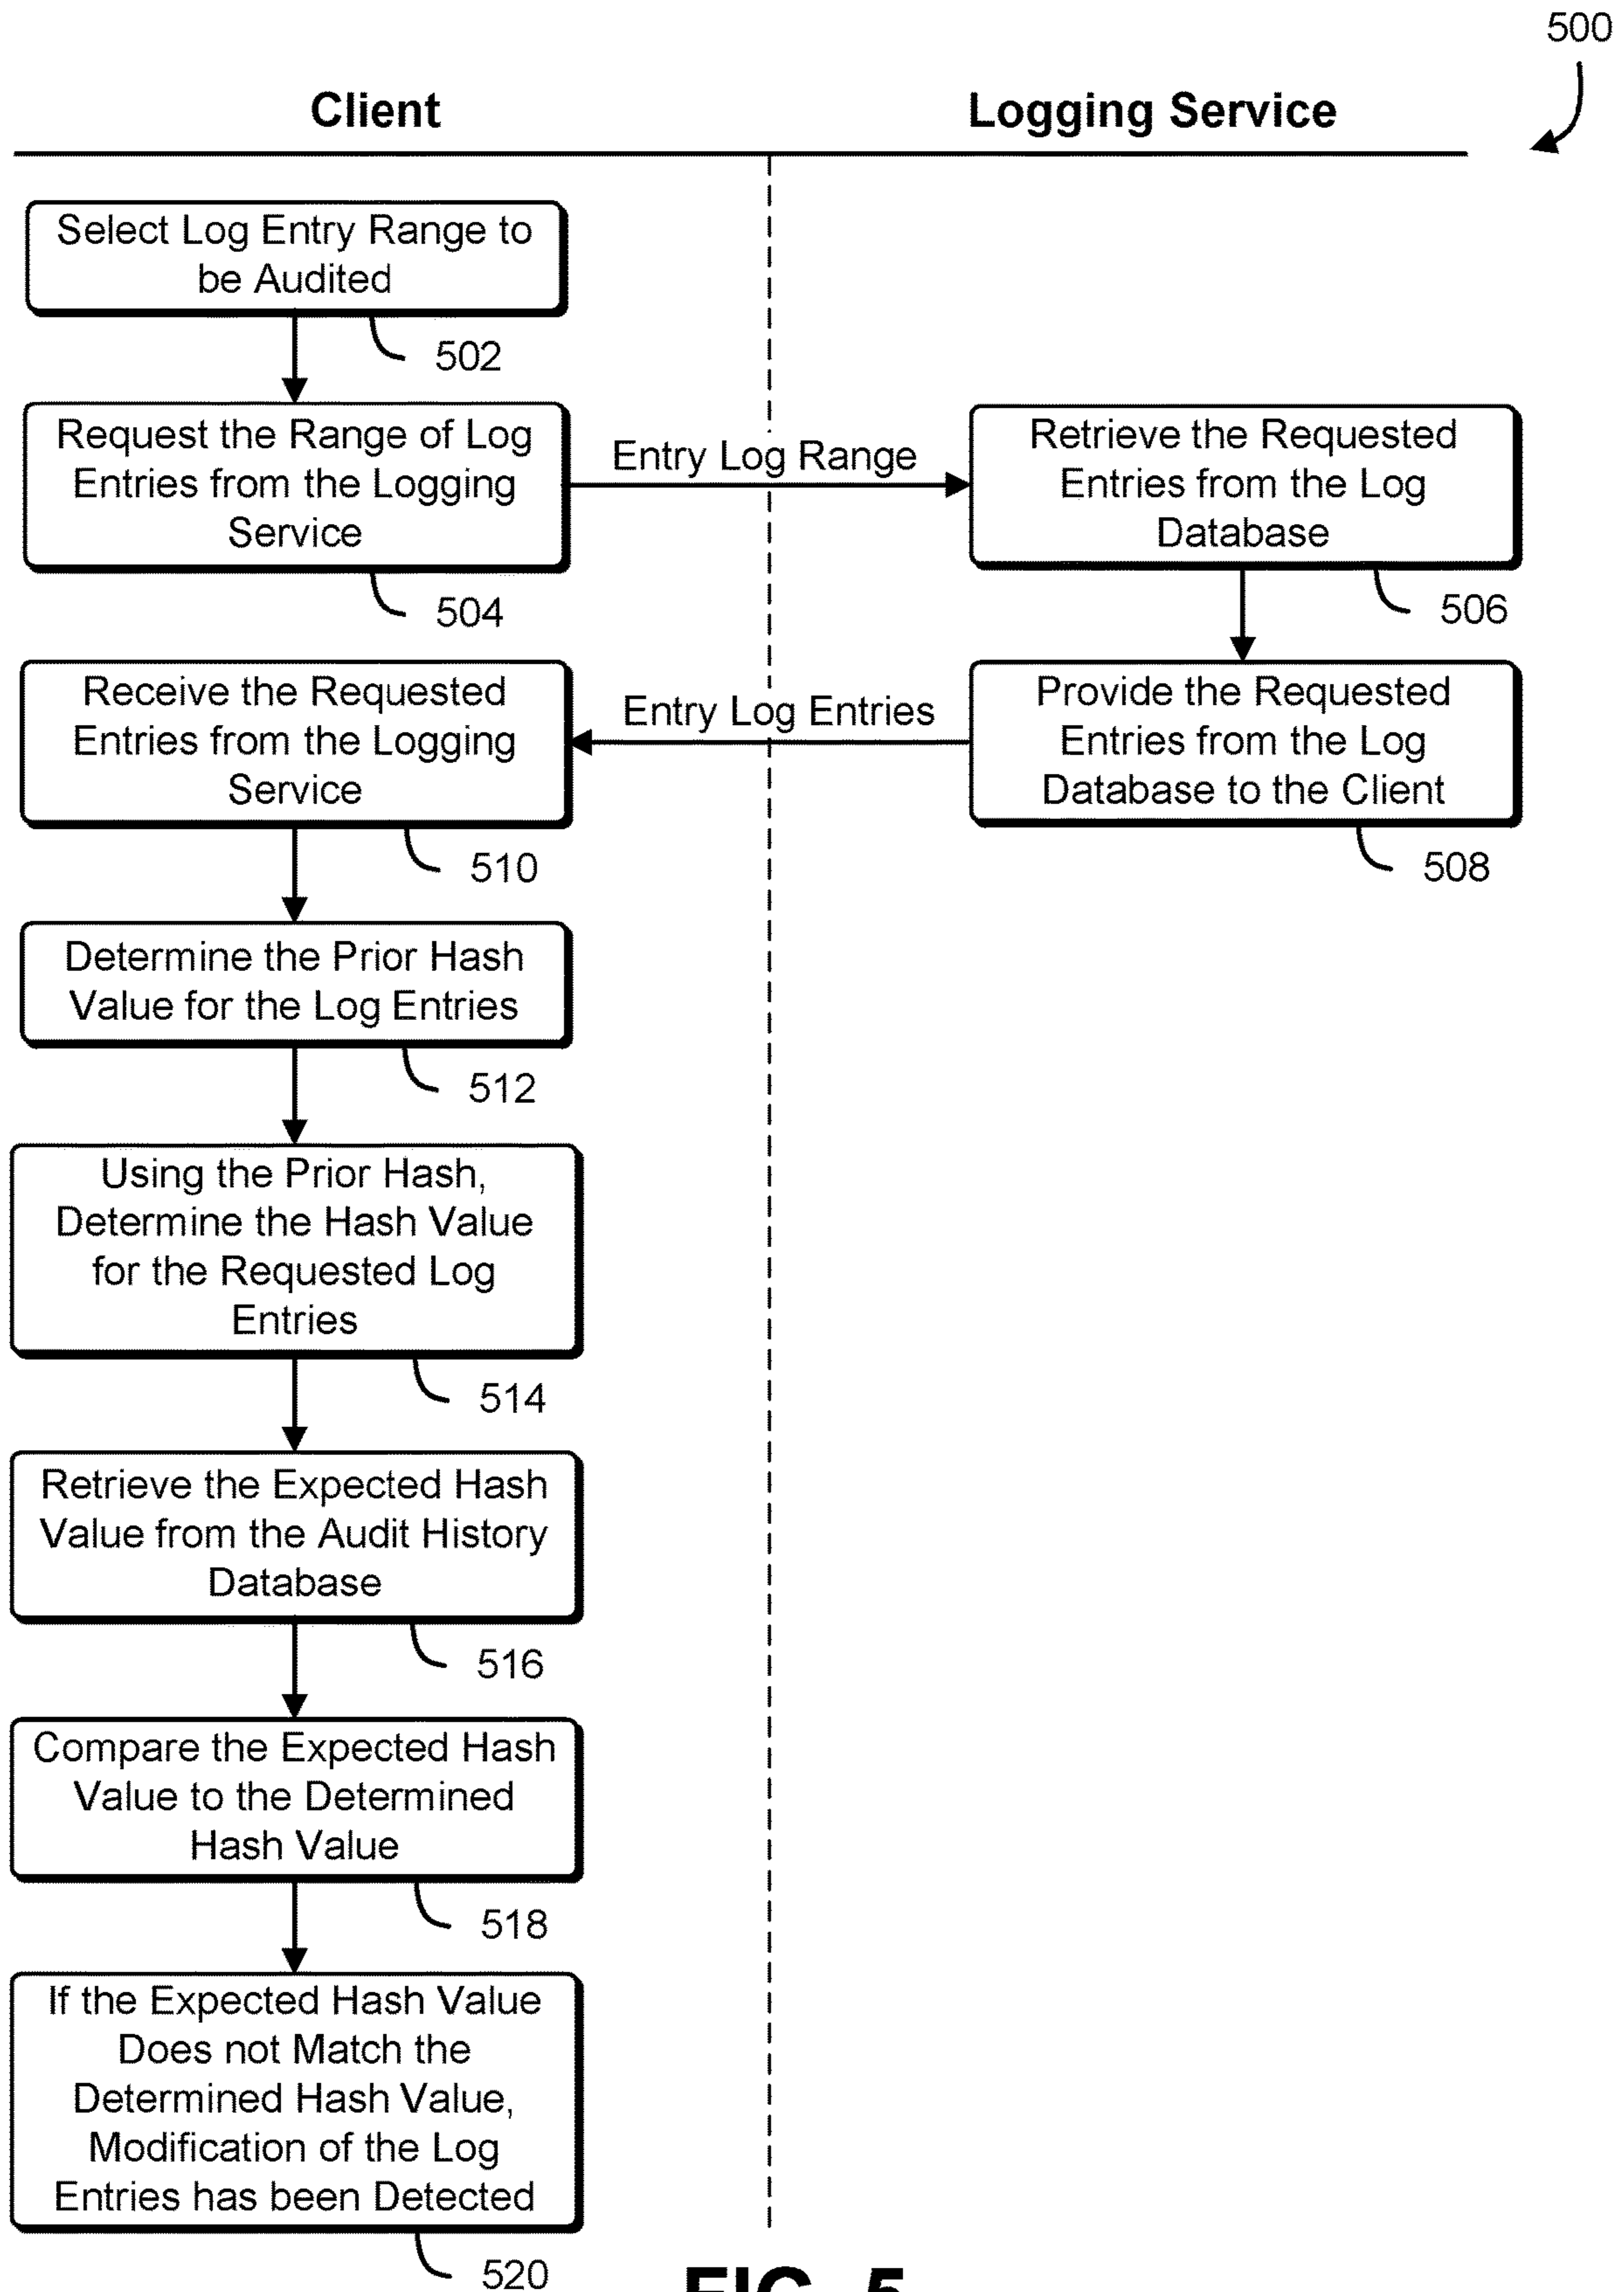 500
Client
Logging Service
Select Log Entry Range to
be Audited
502
Request the Range of Log
Entries from the Logging
Service
504
Entry Log Range
Retrieve the Requested
Entries from the Log
Database
506
Receive the Requested
Entries from the Logging
Service
510
Entry Log Entries
Provide the Requested
Entries from the Log
Database to the Client
508
Determine the Prior Hash
Value for the Log Entries
512
Using the Prior Hash,
Determine the Hash Value
for the Requested Log
Entries
514
Retrieve the Expected Hash
Value from the Audit History
Database
516
Compare the Expected Hash
Value to the Determined
Hash Value
518
If the Expected Hash Value
Does not Match the
Determined Hash Value,
Modification of the Log
Entries has been Detected
520
FIG. 5